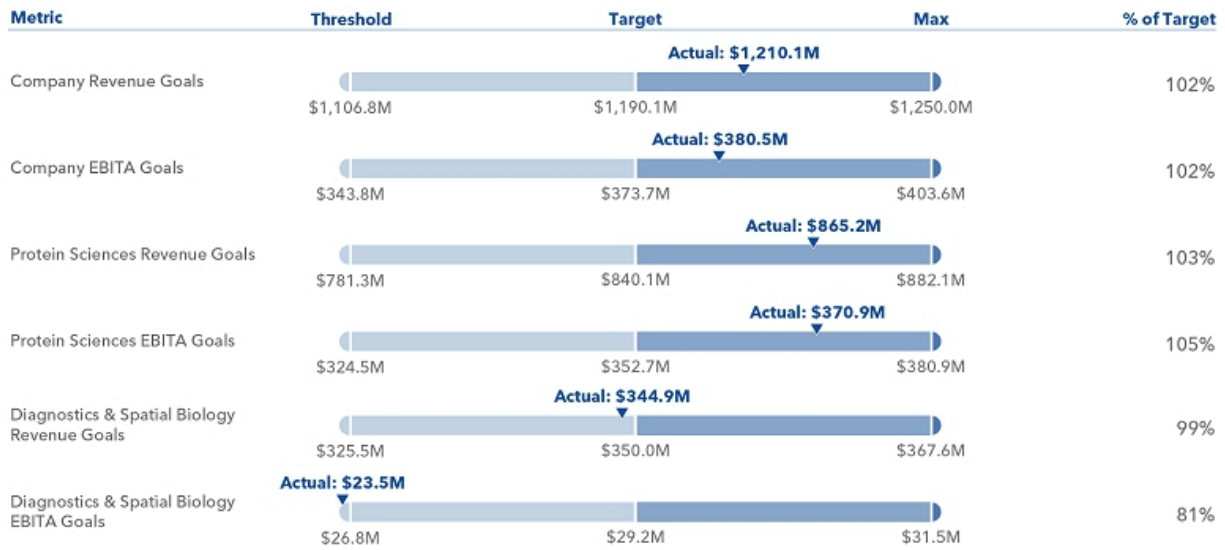 Metric Threshold Target Max % of Target
Actual: $1,210.1M
Company Revenue Goals 102%
$1,106.8M $1,190.1M $1,250.0M
Actual: $380.5M
Company EBITA Goals 102%
$343.8M $373.7M $403.6M
Actual: $865.2M
Protein Sciences Revenue Goals 103%
$781.3M $840.1M $882.1M
Actual: $370.9M
Protein Sciences EBITA Goals 105%
$324.5M $352.7M $380.9M
Actual: $344.9M
Diagnostics & Spatial Biology
Revenue Goals 99%
$325.5M $350.0M $367.6M
Actual: $23.5M
Diagnostics & Spatial Biology
EBITA Goals 81%
$26.8M $29.2M $31.5M